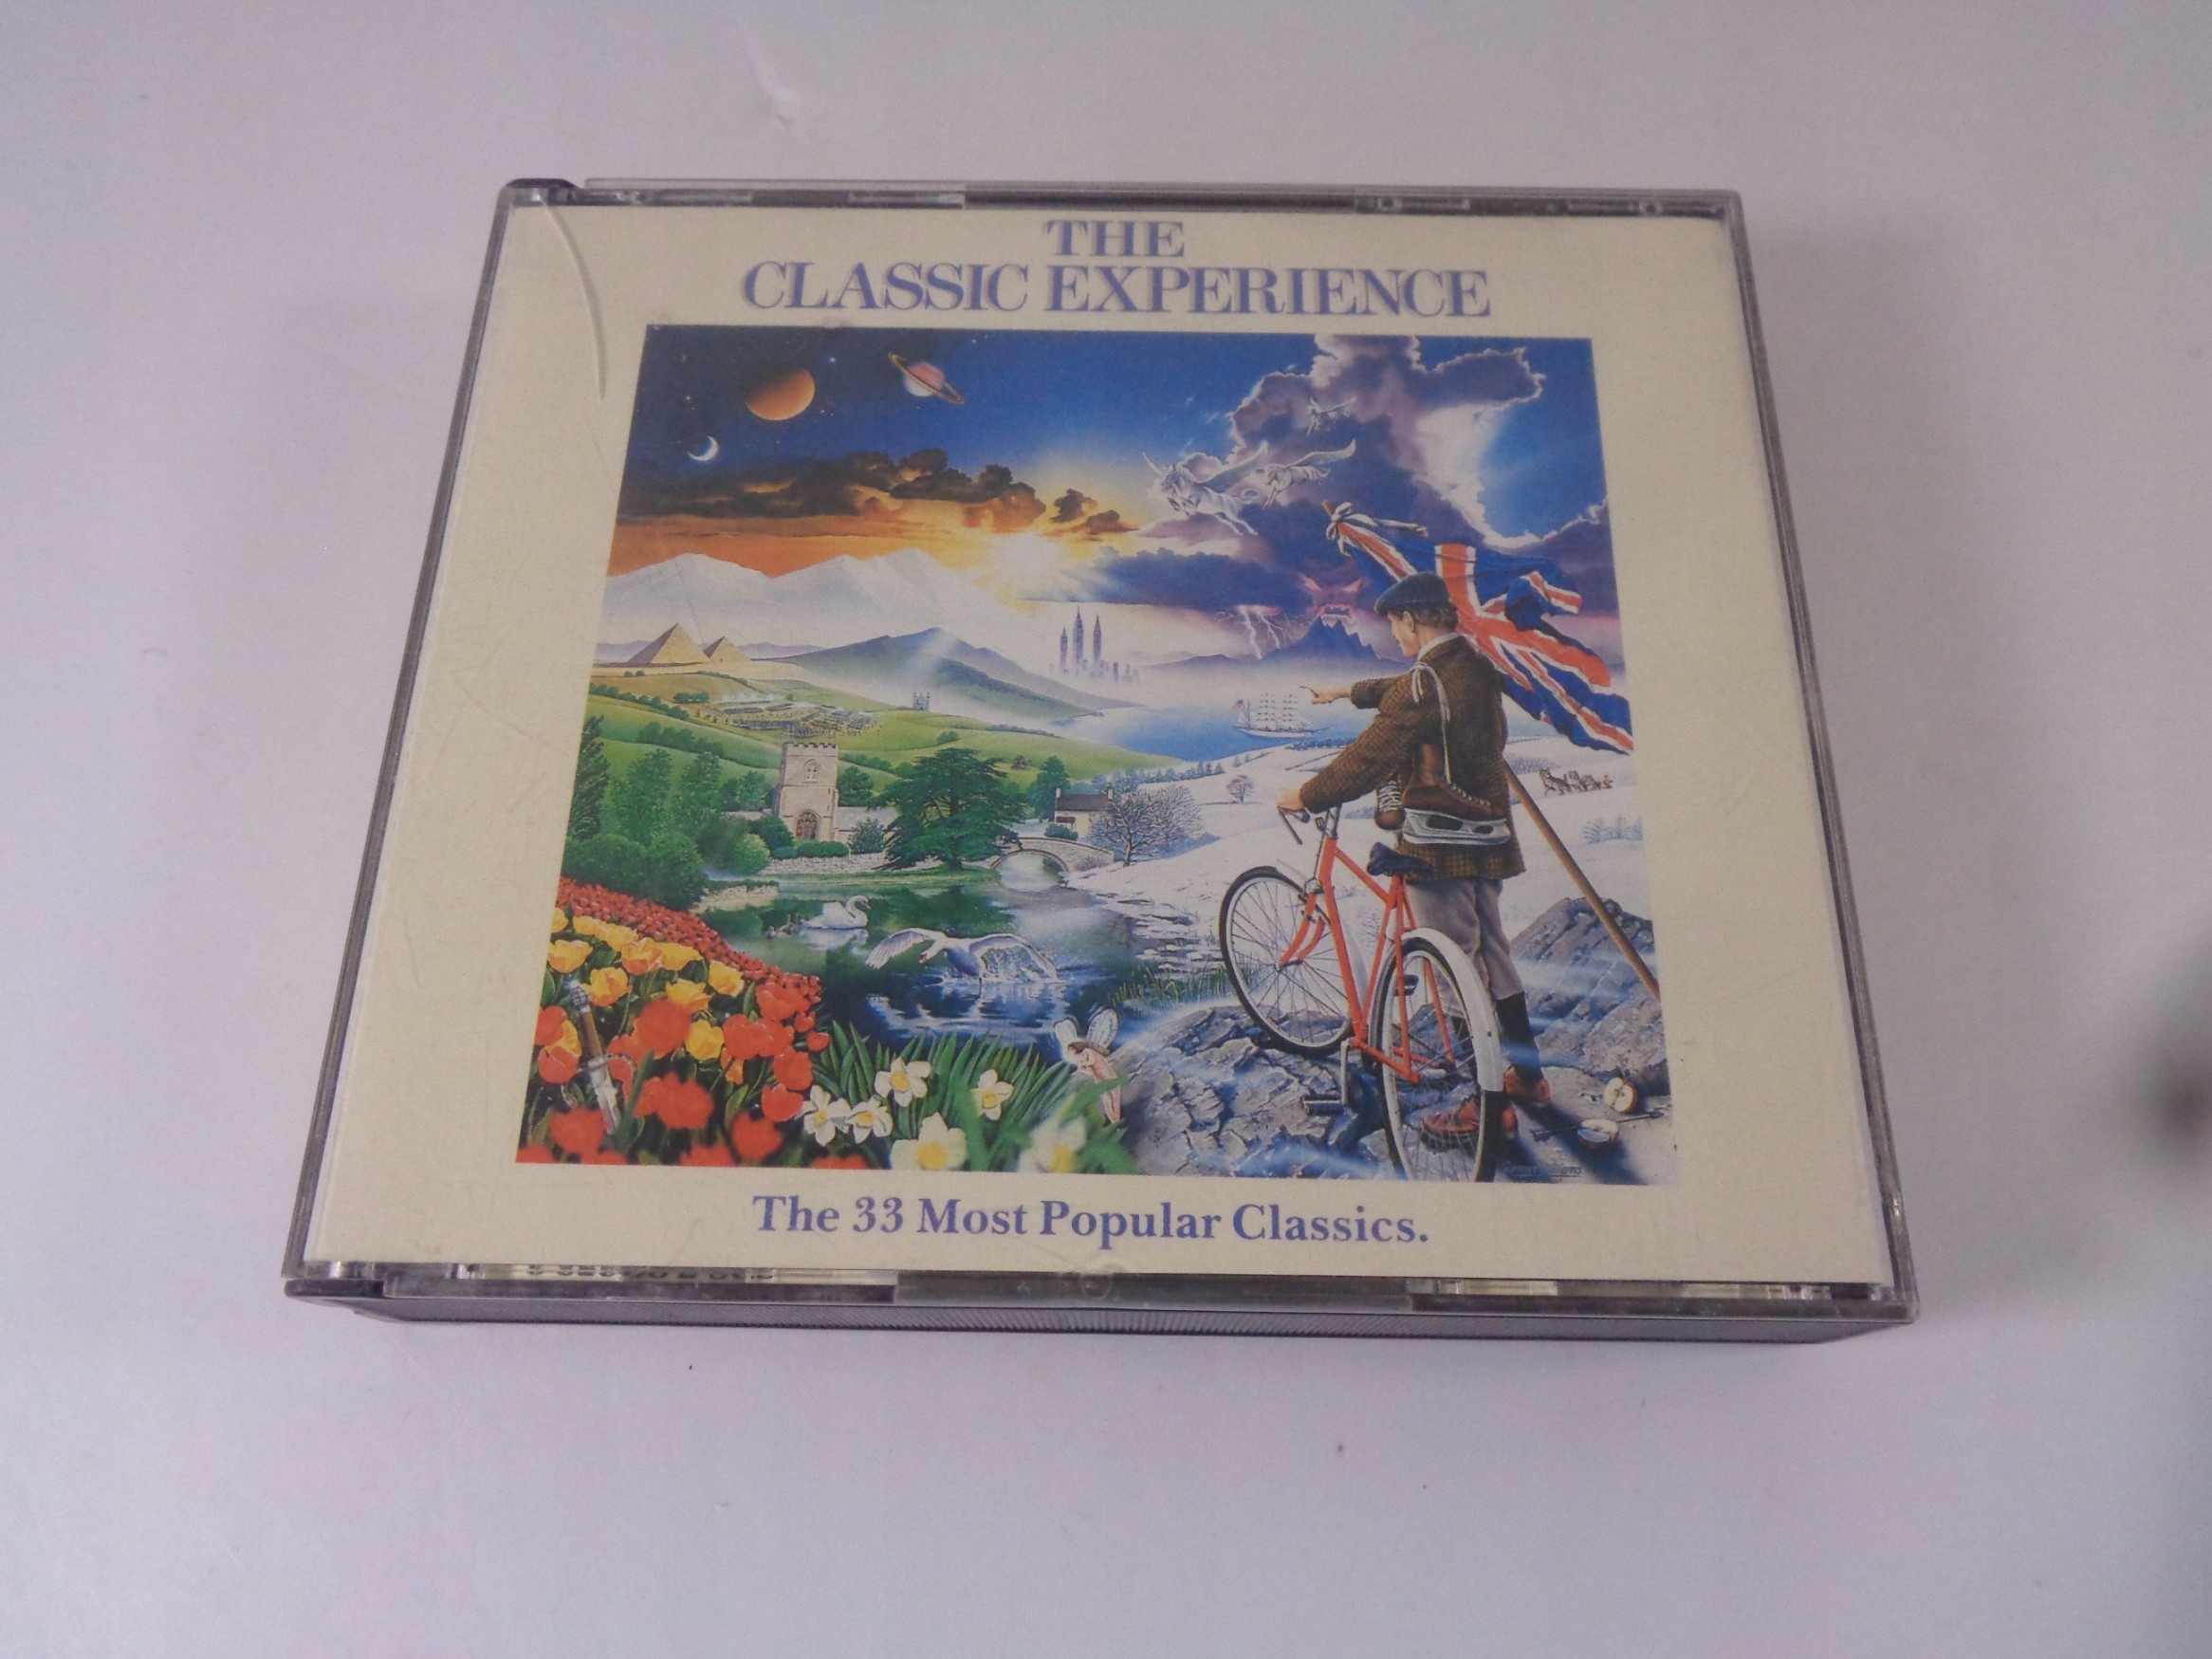 THE
CLASSIC EXPERIENCE
The 33 Most Popular Classics.